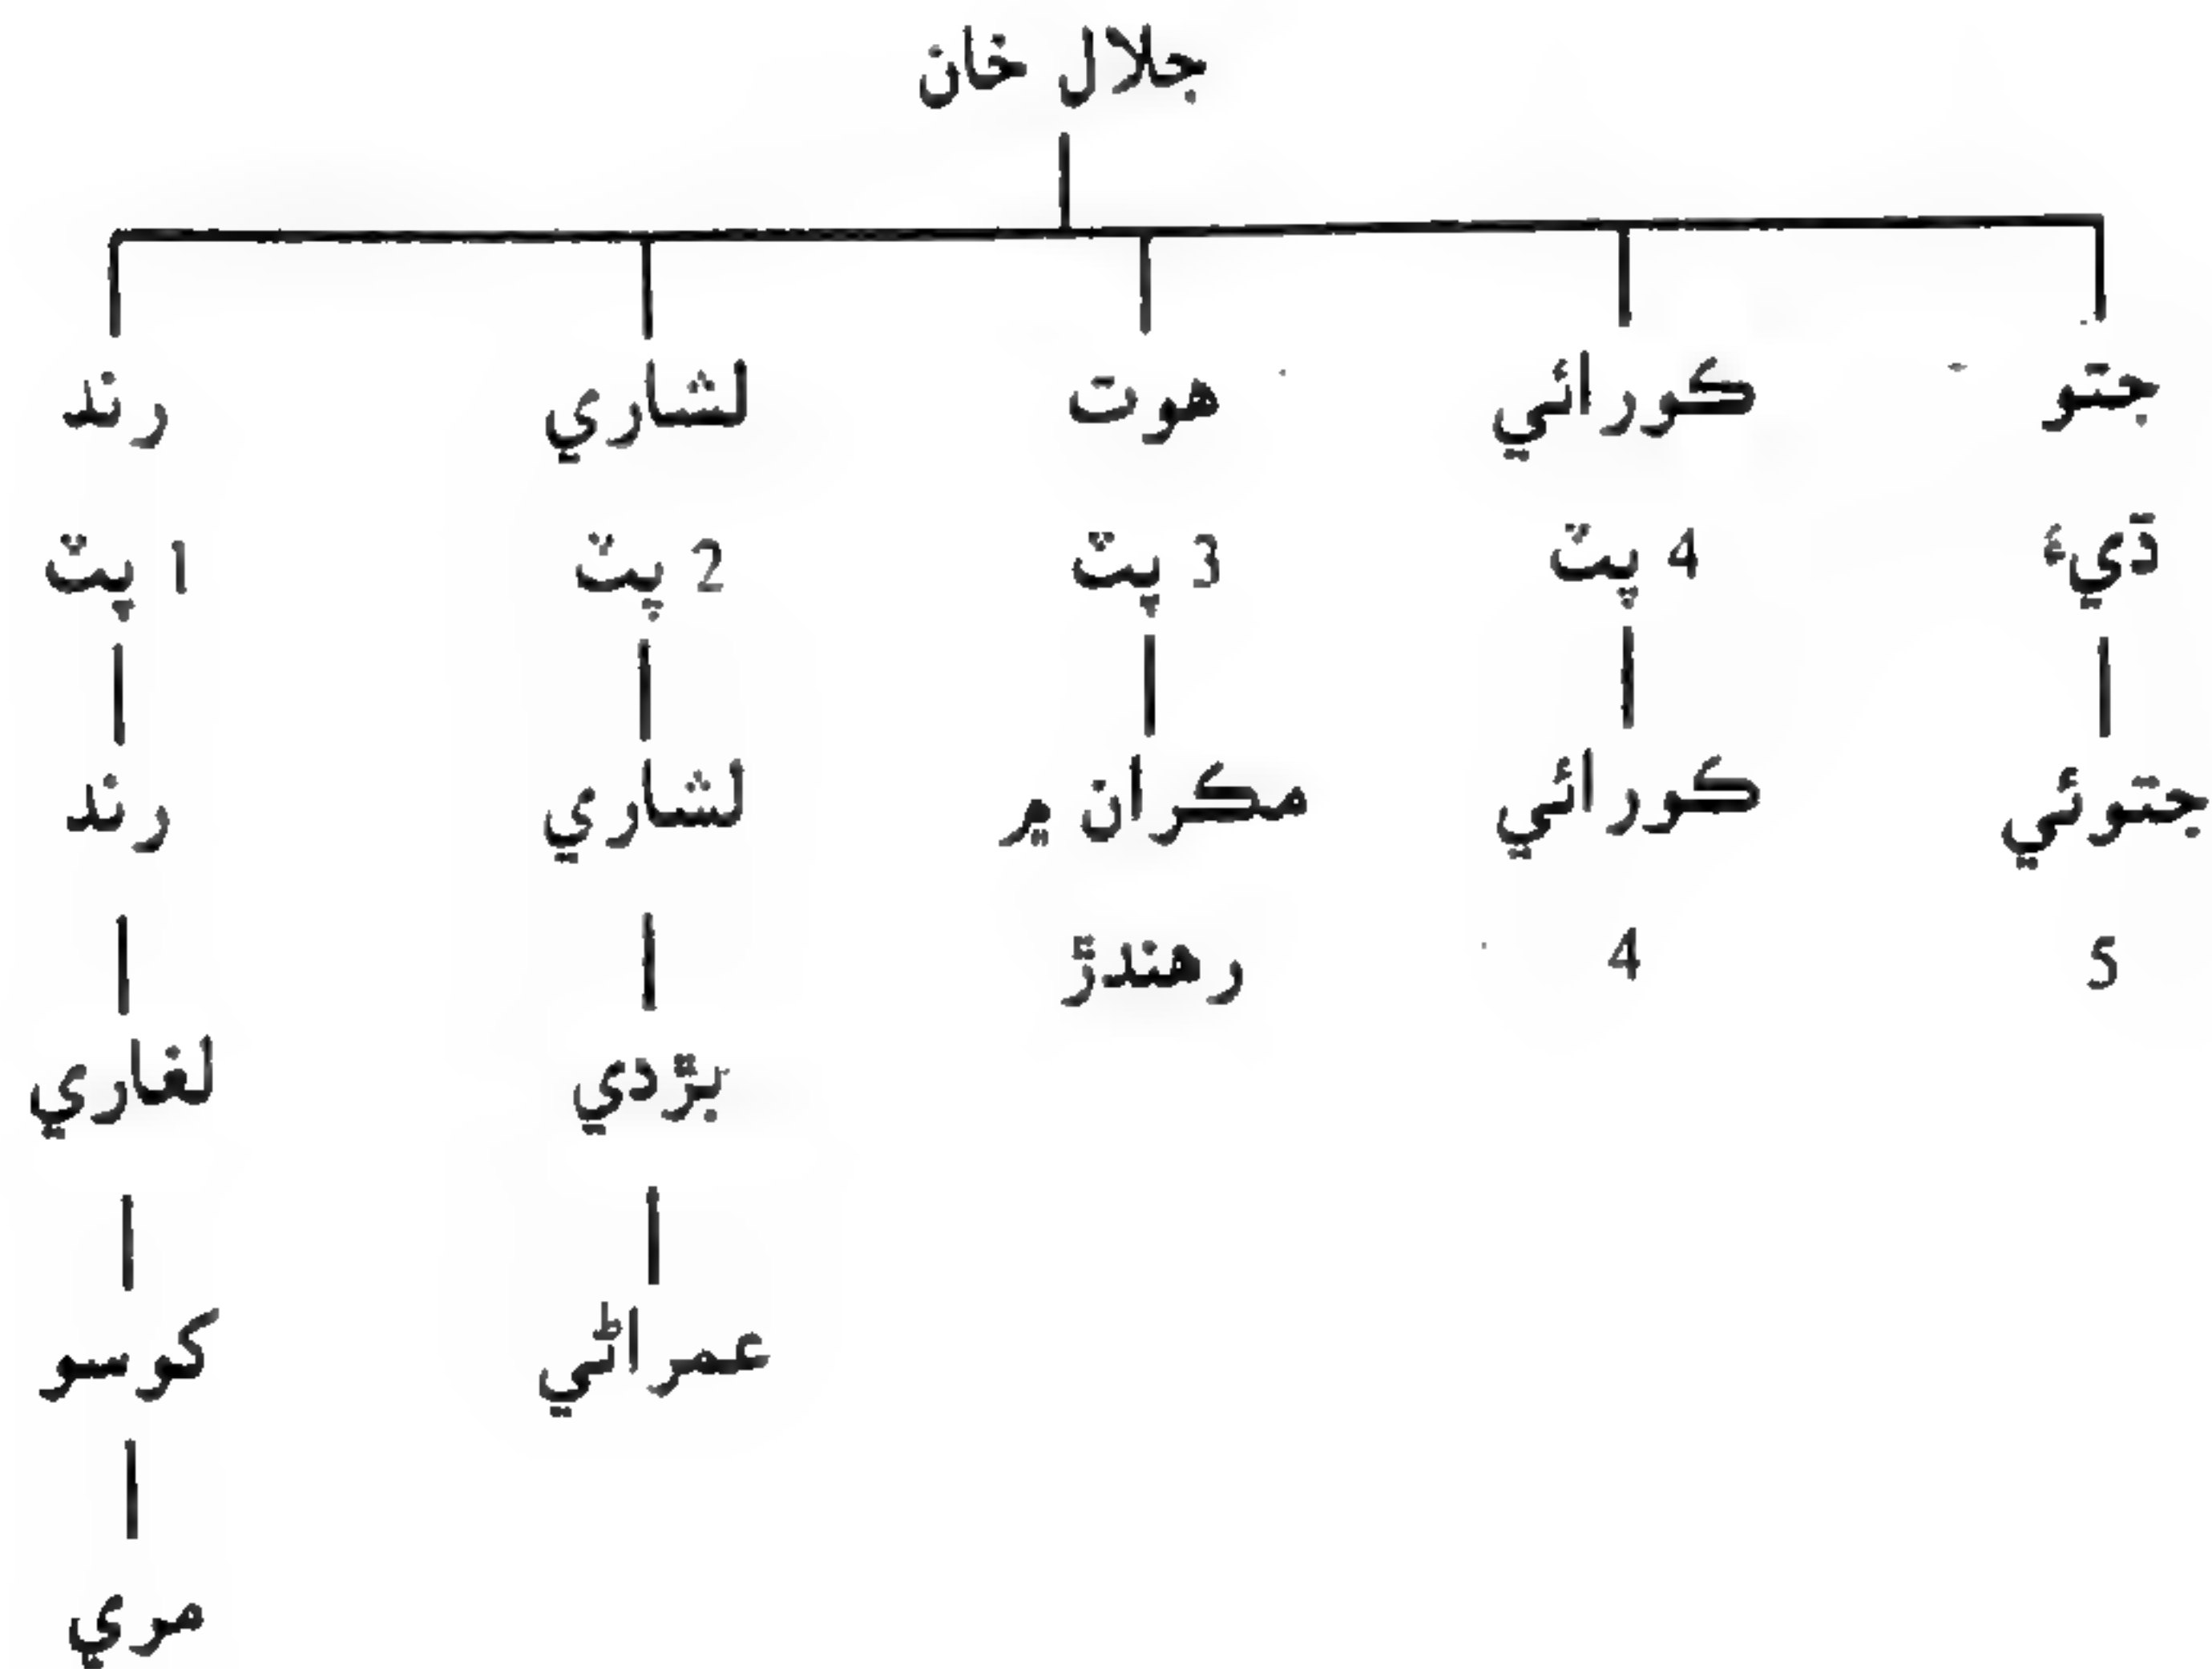 جلال خان
جتو ڪورائي هوت لشاري رند
ڌيءُ 4 پٽ 3 پٽ 2 پٽ 1 پٽ
جتوئي ڪورائي مڪران ۾ لشاري رند
5 4 رهندڙ
ٻڙدي لغاري
عمراڻي کوسو
مري